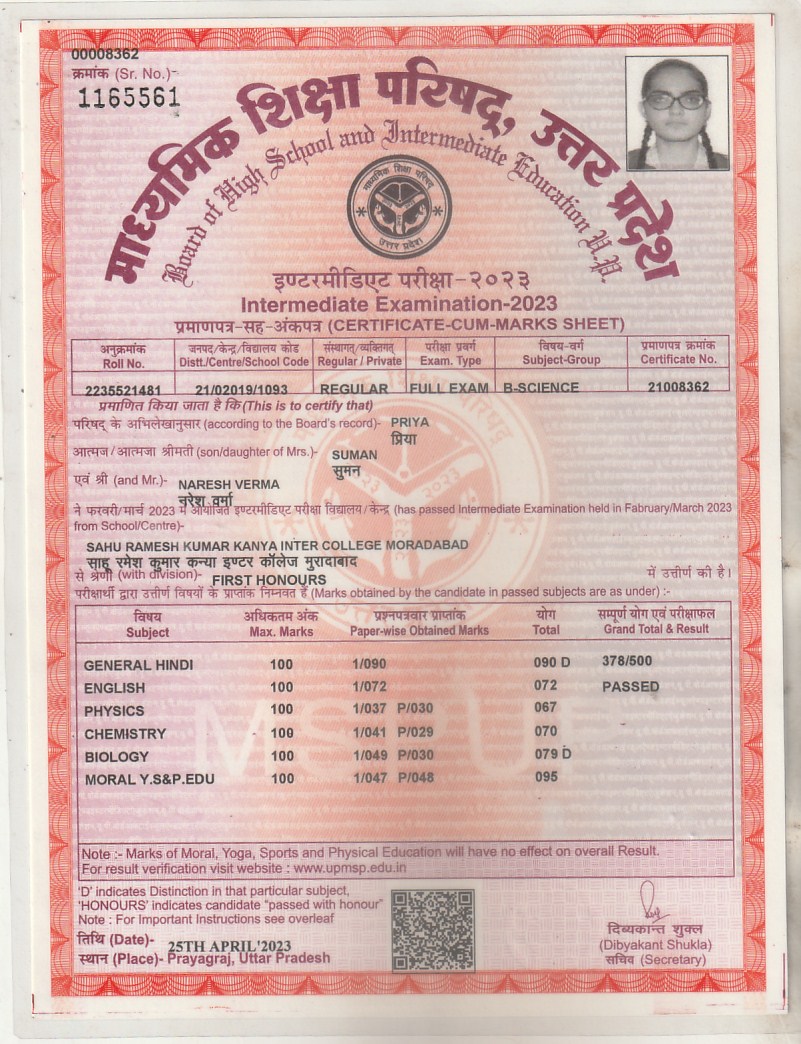 00008362
क्रमांक (Sr. No.)-
1165561
माध्यमिक शिक्षा परिषद्, उत्तर प्रदेश
Board of High School and Intermediate Education U.P.
माध्यमिक शिक्षा परिषद्
उत्तर प्रदेश
इण्टरमीडिएट परीक्षा-२०२३
Intermediate Examination-2023
प्रमाणपत्र-सह-अंकपत्र (CERTIFICATE-CUM-MARKS SHEET)
अनुक्रमांक जनपद/केन्द्र/विद्यालय कोड संस्थागत/व्यक्तिगत परीक्षा प्रवर्ग विषय-वर्ग प्रमाणपत्र क्रमांक
Roll No. Distt./Centre/School Code Regular / Private Exam. Type Subject-Group Certificate No.
2235521481 21/02019/1093 REGULAR FULL EXAM B-SCIENCE 21008362
प्रमाणित किया जाता है कि (This is to certify that)
परिषद् के अभिलेखानुसार (according to the Board's record)- PRIYA
प्रिया
आत्मज/आत्मजा श्रीमती (son/daughter of Mrs.)- SUMAN
सुमन
एवं श्री (and Mr.)- NARESH VERMA
नरेश वर्मा
ने फरवरी/मार्च 2023 में आयोजित इण्टरमीडिएट परीक्षा विद्यालय/केन्द्र (has passed Intermediate Examination held in Fabruary/March 2023
from School/Centre)-
SAHU RAMESH KUMAR KANYA INTER COLLEGE MORADABAD
साहू रमेश कुमार कन्या इण्टर कॉलेज मुरादाबाद
से श्रेणी (with division)- FIRST HONOURS में उत्तीर्ण की है।
परीक्षार्थी द्वारा उत्तीर्ण विषयों के प्राप्तांक निम्नवत हैं (Marks obtained by the candidate in passed subjects are as under) :-
विषय अधिकतम अंक प्रश्नपत्रवार प्राप्तांक योग सम्पूर्ण योग एवं परीक्षाफल
Subject Max. Marks Paper-wise Obtained Marks Total Grand Total & Result
GENERAL HINDI 100 1/090 090 D 378/500
ENGLISH 100 1/072 072 PASSED
PHYSICS 100 1/037 P/030 067
CHEMISTRY 100 1/041 P/029 070
BIOLOGY 100 1/049 P/030 079 D
MORAL Y.S&P.EDU 100 1/047 P/048 095
MSPUP
Note :- Marks of Moral, Yoga, Sports and Physical Education will have no effect on overall Result.
For result verification visit website : www.upmsp.edu.in
'D' indicates Distinction in that particular subject,
'HONOURS' indicates candidate "passed with honour"
Note : For Important Instructions see overleaf
तिथि (Date)- 25TH APRIL'2023
स्थान (Place)- Prayagraj, Uttar Pradesh
दिब्यकान्त शुक्ल
(Dibyakant Shukla)
सचिव (Secretary)